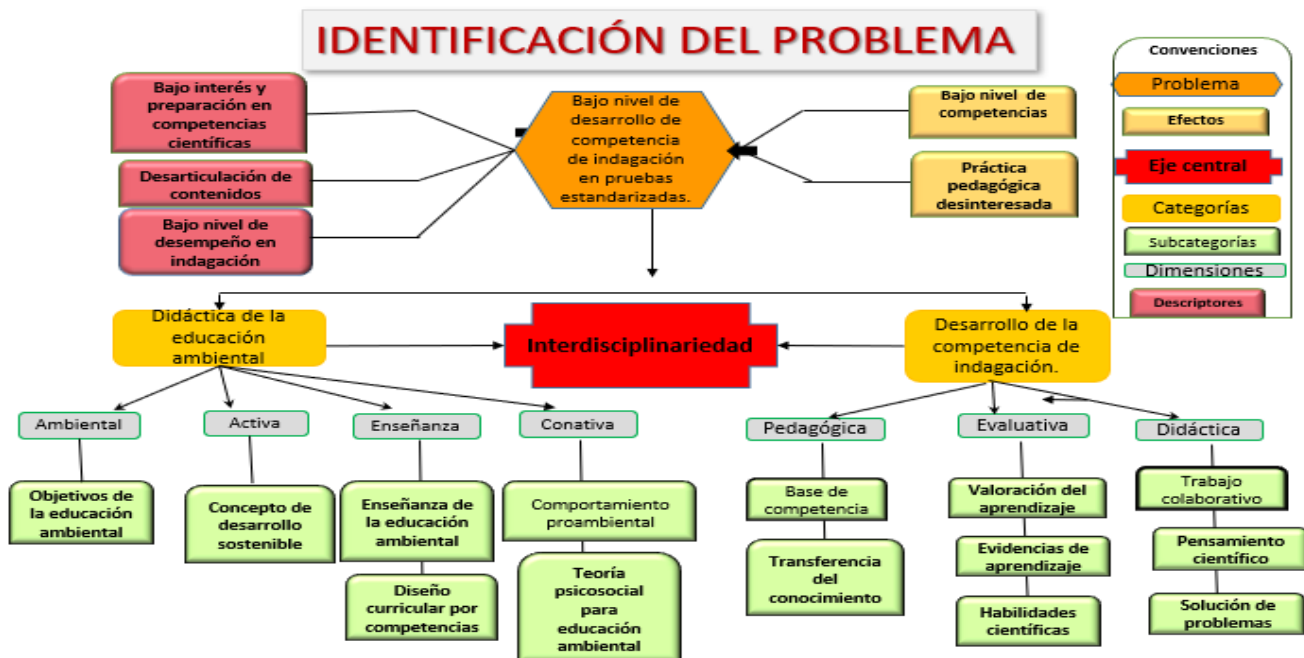 IDENTIFICACIÓN DEL PROBLEMA
Bajo interés y
preparación en
competencias
científicas
Desarticulación de
contenidos
Bajo nivel de
desempeño en
indagación
Bajo nivel de
desarrollo de
competencia
de indagación
en pruebas
estandarizadas.
Bajo nivel de
competencias
Práctica
pedagógica
desinteresada
Convenciones
Problema
Efectos
Eje central
Categorías
Subcategorías
Dimensiones
Descriptores
Didáctica de la
educación
ambiental
Interdisciplinariedad
Desarrollo de la
competencia de
indagación.
Ambiental
Activa
Enseñanza
Conativa
Pedagógica
Evaluativa
Didáctica
Objetivos de
la educación
ambiental
Concepto de
desarrollo
sostenible
Enseñanza de
la educación
ambiental
Diseño
curricular por
competencias
Comportamiento
proambiental
Teoría
psicosocial
para
educación
ambiental
Base de
competencia
Transferencia
del
conocimiento
Valoración del
aprendizaje
Evidencias de
aprendizaje
Habilidades
científicas
Trabajo
colaborativo
Pensamiento
científico
Solución de
problemas